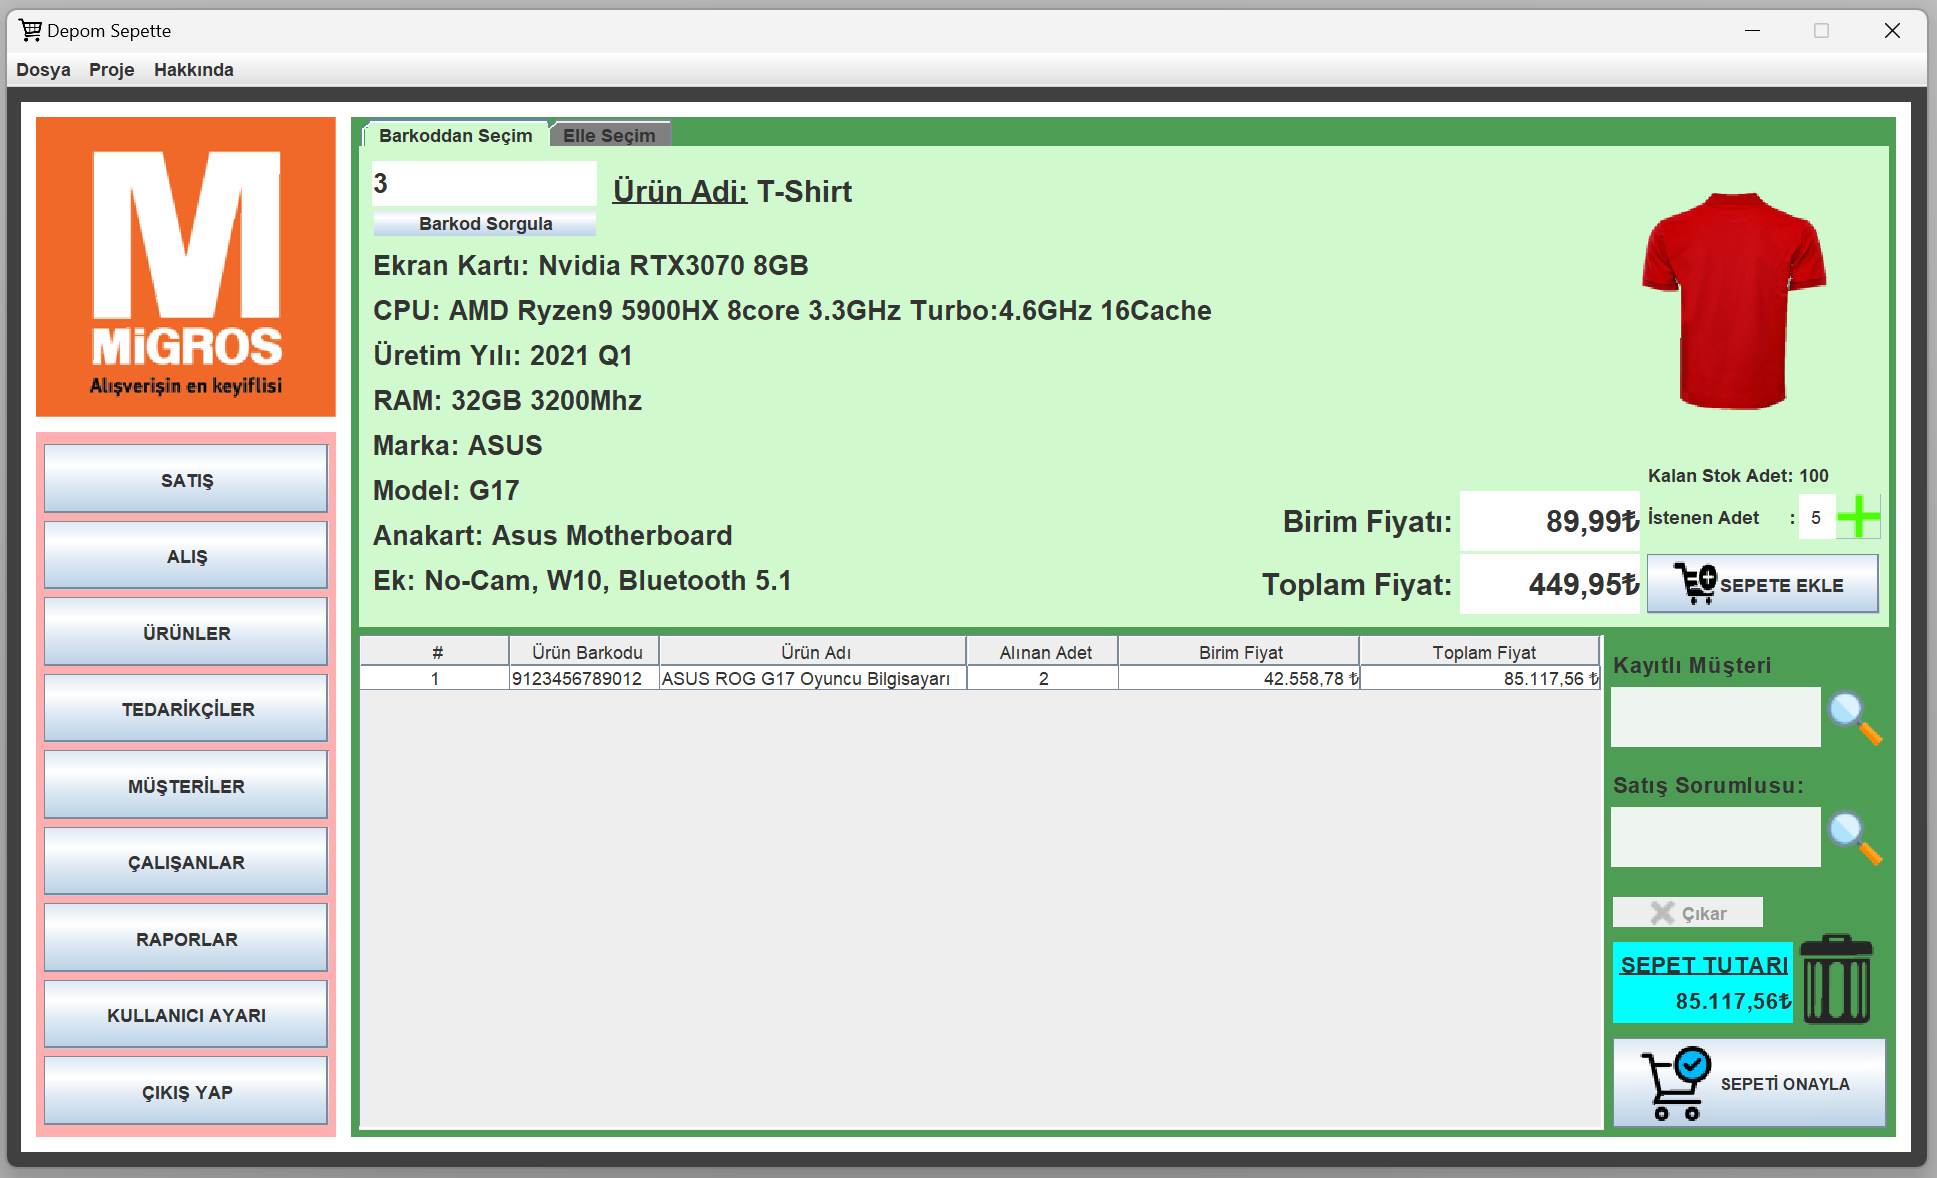 Depom Sepette
Dosya Proje Hakkında
M
MİGROS
Alışverişin en keyiflisi
SATIŞ
ALIŞ
ÜRÜNLER
TEDARİKÇİLER
MÜŞTERİLER
ÇALIŞANLAR
RAPORLAR
KULLANICI AYARI
ÇIKIŞ YAP
Barkoddan Seçim Elle Seçim
3
Barkod Sorgula
Ürün Adi: T-Shirt
Ekran Kartı: Nvidia RTX3070 8GB
CPU: AMD Ryzen9 5900HX 8core 3.3GHz Turbo:4.6GHz 16Cache
Üretim Yılı: 2021 Q1
RAM: 32GB 3200Mhz
Marka: ASUS
Model: G17
Anakart: Asus Motherboard
Ek: No-Cam, W10, Bluetooth 5.1
Kalan Stok Adet: 100
Birim Fiyatı: 89,99₺
İstenen Adet : 5
Toplam Fiyat: 449,95₺
SEPETE EKLE
# Ürün Barkodu Ürün Adı Alınan Adet Birim Fiyat Toplam Fiyat
1 9123456789012 ASUS ROG G17 Oyuncu Bilgisayarı 2 42.558,78 ₺ 85.117,56 ₺
Kayıtlı Müşteri
Satış Sorumlusu:
Çıkar
SEPET TUTARI
85.117,56₺
SEPETİ ONAYLA